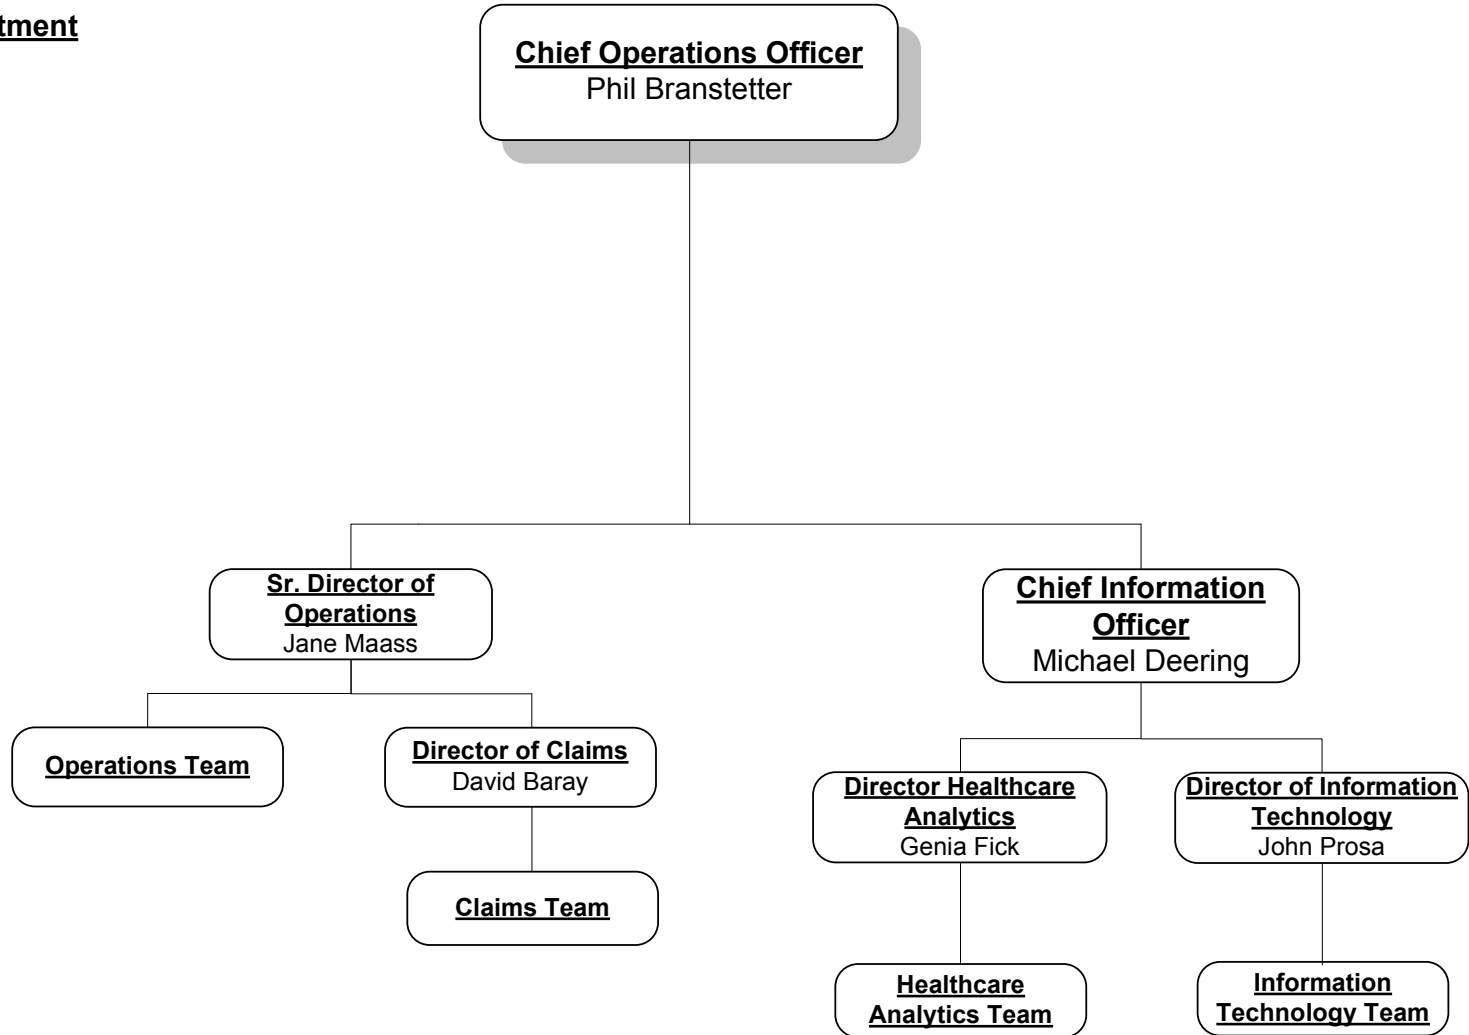 Chief Operations Officer
Phil Branstetter
Sr. Director of
Operations
Jane Maass
Chief Information
Officer
Michael Deering
Operations Team
Director of Claims
David Baray
Director Healthcare
Analytics
Genia Fick
Director of Information
Technology
John Prosa
Claims Team
Healthcare
Analytics Team
Information
Technology Team